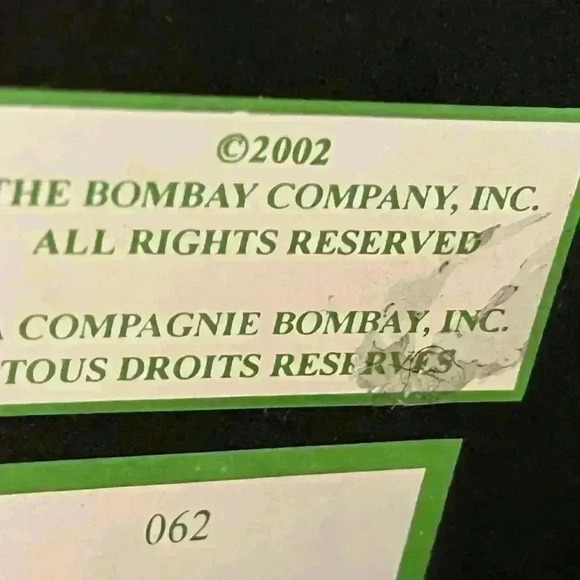 ©2002
THE BOMBAY COMPANY, INC.
ALL RIGHTS RESERVED
COMPAGNIE BOMBAY, INC.
TOUS DROITS RESERVES
062